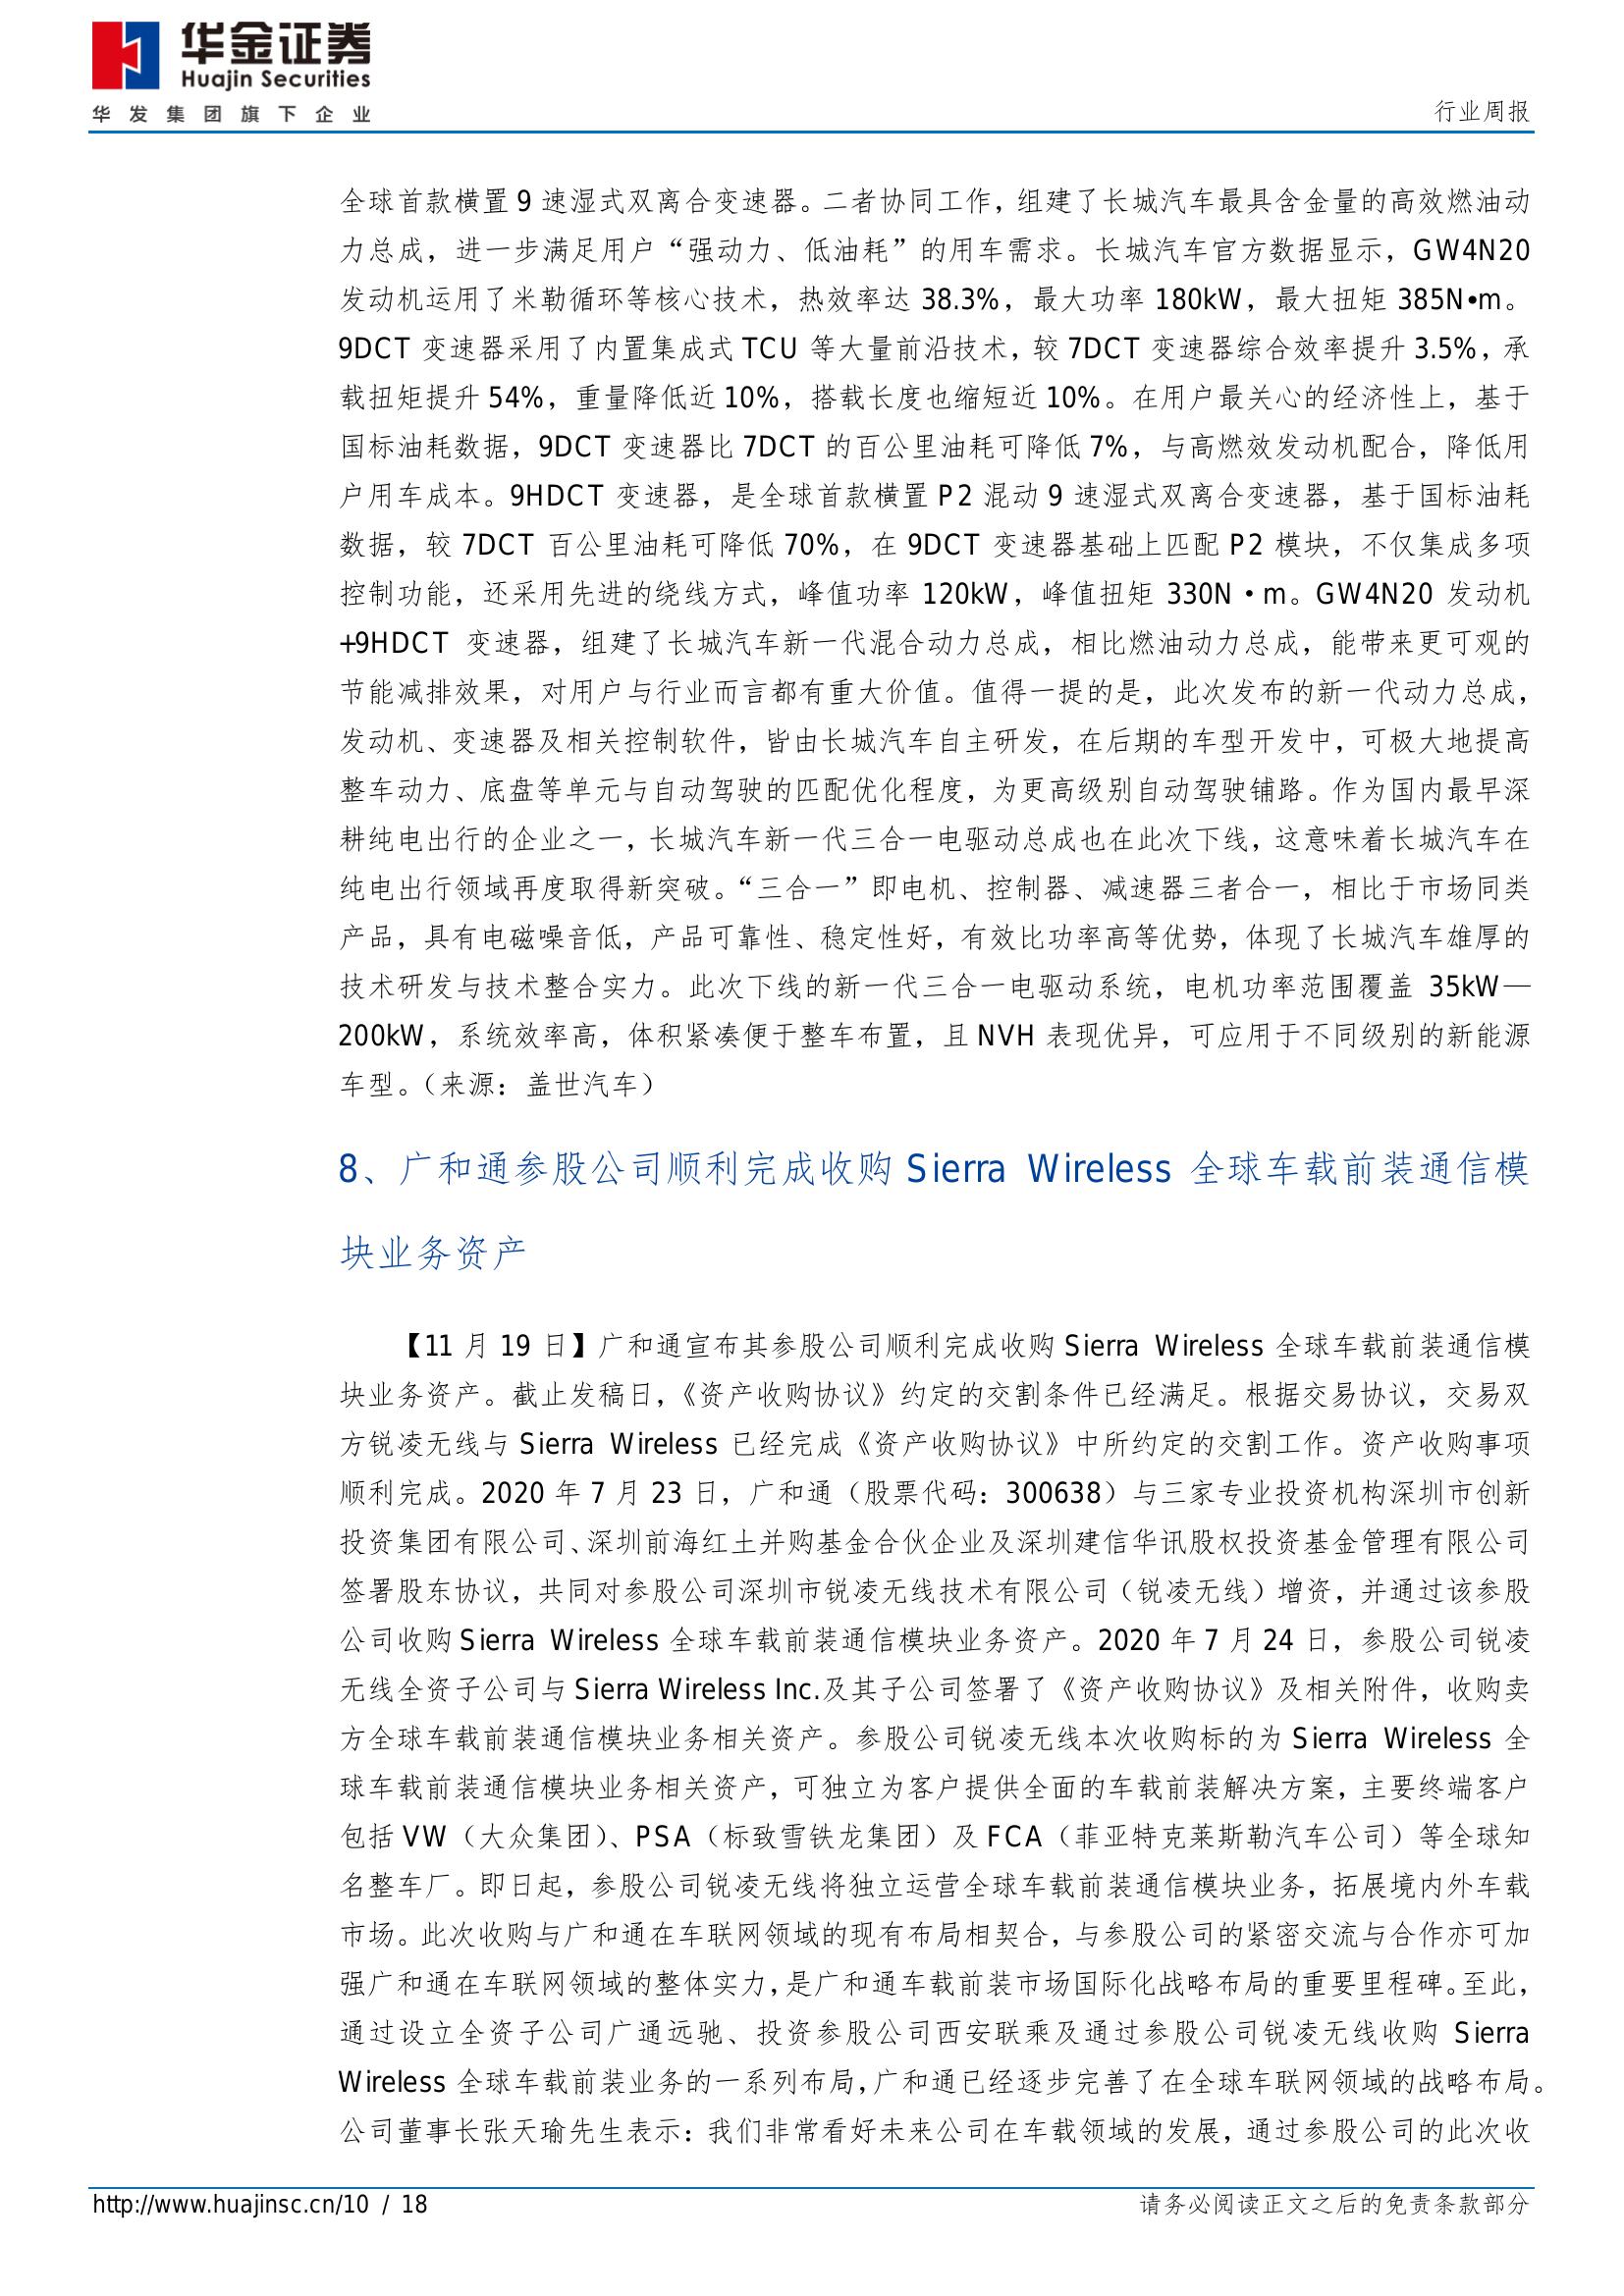 华金证券
Huajin Securities
华发集团旗下企业
行业周报
全球首款横置 9 速湿式双离合变速器。二者协同工作，组建了长城汽车最具含金量的高效燃油动
力总成，进一步满足用户“强动力、低油耗”的用车需求。长城汽车官方数据显示，GW4N20
发动机运用了米勒循环等核心技术，热效率达 38.3%，最大功率 180kW，最大扭矩 385N•m。
9DCT 变速器采用了内置集成式 TCU 等大量前沿技术，较 7DCT 变速器综合效率提升 3.5%，承
载扭矩提升 54%，重量降低近 10%，搭载长度也缩短近 10%。在用户最关心的经济性上，基于
国标油耗数据，9DCT 变速器比 7DCT 的百公里油耗可降低 7%，与高燃效发动机配合，降低用
户用车成本。9HDCT 变速器，是全球首款横置 P2 混动 9 速湿式双离合变速器，基于国标油耗
数据，较 7DCT 百公里油耗可降低 70%，在 9DCT 变速器基础上匹配 P2 模块，不仅集成多项
控制功能，还采用先进的绕线方式，峰值功率 120kW，峰值扭矩 330N·m。GW4N20 发动机
+9HDCT 变速器，组建了长城汽车新一代混合动力总成，相比燃油动力总成，能带来更可观的
节能减排效果，对用户与行业而言都有重大价值。值得一提的是，此次发布的新一代动力总成，
发动机、变速器及相关控制软件，皆由长城汽车自主研发，在后期的车型开发中，可极大地提高
整车动力、底盘等单元与自动驾驶的匹配优化程度，为更高级别自动驾驶铺路。作为国内最早深
耕纯电出行的企业之一，长城汽车新一代三合一电驱动总成也在此次下线，这意味着长城汽车在
纯电出行领域再度取得新突破。“三合一”即电机、控制器、减速器三者合一，相比于市场同类
产品，具有电磁噪音低，产品可靠性、稳定性好，有效比功率高等优势，体现了长城汽车雄厚的
技术研发与技术整合实力。此次下线的新一代三合一电驱动系统，电机功率范围覆盖 35kW—
200kW，系统效率高，体积紧凑便于整车布置，且 NVH 表现优异，可应用于不同级别的新能源
车型。（来源：盖世汽车）
8、广和通参股公司顺利完成收购 Sierra Wireless 全球车载前装通信模
块业务资产
【11 月 19 日】广和通宣布其参股公司顺利完成收购 Sierra Wireless 全球车载前装通信模
块业务资产。截止发稿日，《资产收购协议》约定的交割条件已经满足。根据交易协议，交易双
方锐凌无线与 Sierra Wireless 已经完成《资产收购协议》中所约定的交割工作。资产收购事项
顺利完成。2020 年 7 月 23 日，广和通（股票代码：300638）与三家专业投资机构深圳市创新
投资集团有限公司、深圳前海红土并购基金合伙企业及深圳建信华讯股权投资基金管理有限公司
签署股东协议，共同对参股公司深圳市锐凌无线技术有限公司（锐凌无线）增资，并通过该参股
公司收购 Sierra Wireless 全球车载前装通信模块业务资产。2020 年 7 月 24 日，参股公司锐凌
无线全资子公司与 Sierra Wireless Inc.及其子公司签署了《资产收购协议》及相关附件，收购卖
方全球车载前装通信模块业务相关资产。参股公司锐凌无线本次收购标的为 Sierra Wireless 全
球车载前装通信模块业务相关资产，可独立为客户提供全面的车载前装解决方案，主要终端客户
包括 VW（大众集团）、PSA（标致雪铁龙集团）及 FCA（菲亚特克莱斯勒汽车公司）等全球知
名整车厂。即日起，参股公司锐凌无线将独立运营全球车载前装通信模块业务，拓展境内外车载
市场。此次收购与广和通在车联网领域的现有布局相契合，与参股公司的紧密交流与合作亦可加
强广和通在车联网领域的整体实力，是广和通车载前装市场国际化战略布局的重要里程碑。至此，
通过设立全资子公司广通远驰、投资参股公司西安联乘及通过参股公司锐凌无线收购 Sierra
Wireless 全球车载前装业务的一系列布局，广和通已经逐步完善了在全球车联网领域的战略布局。
公司董事长张天瑜先生表示：我们非常看好未来公司在车载领域的发展，通过参股公司的此次收
http://www.huajinsc.cn/10 / 18
请务必阅读正文之后的免责条款部分